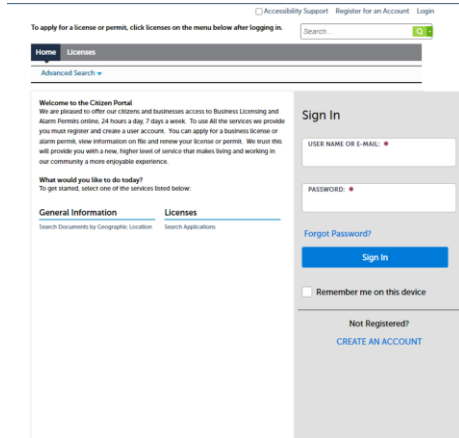 Accessibility Support Register for an Account Login
To apply for a license or permit, click licenses on the menu below after logging in.
Search...
Home Licenses
Advanced Search
Welcome to the Citizen Portal
We are pleased to offer our citizens and businesses access to Business Licensing and
Alarm Permits online, 24 hours a day, 7 days a week. To use All the services we provide
you must register and create a user account. You can apply for a business license or
alarm permit, view information on file and renew your license or permit. We trust this
will provide you with a new, higher level of service that makes living and working in
our community a more enjoyable experience.
What would you like to do today?
To get started, select one of the services listed below:
General Information Licenses
Search Documents by Geographic Location Search Applications
Sign In
USER NAME OR E-MAIL: *
PASSWORD: *
Forgot Password?
Sign In
Remember me on this device
Not Registered?
CREATE AN ACCOUNT